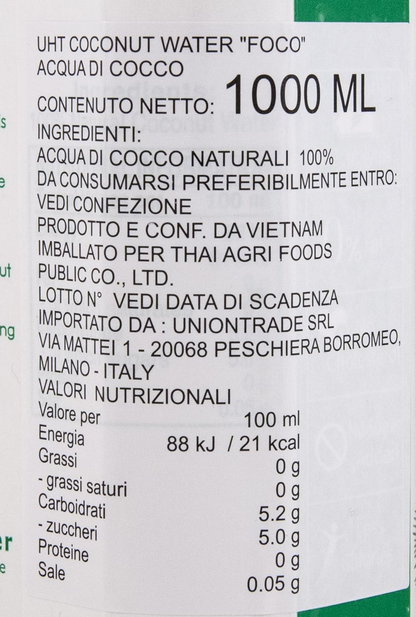 UHT COCONUT WATER "FOCO"
ACQUA DI COCCO
CONTENUTO NETTO: 1000 ML
INGREDIENTI:
ACQUA DI COCCO NATURALI 100%
DA CONSUMARSI PREFERIBILMENTE ENTRO:
VEDI CONFEZIONE
PRODOTTO E CONF. DA VIETNAM
IMBALLATO PER THAI AGRI FOODS
PUBLIC CO., LTD.
LOTTO N° VEDI DATA DI SCADENZA
IMPORTATO DA : UNIONTRADE SRL
VIA MATTEI 1 - 20068 PESCHIERA BORROMEO,
MILANO - ITALY
VALORI NUTRIZIONALI
Valore per 100 ml
Energia 88 kJ / 21 kcal
Grassi 0 g
- grassi saturi 0 g
Carboidrati 5.2 g
- zuccheri 5.0 g
Proteine 0 g
Sale 0.05 g